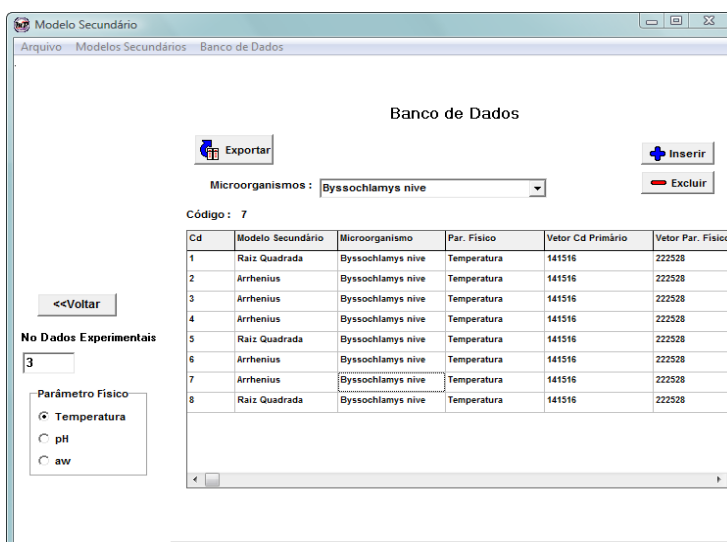 Modelo Secundário
Arquivo Modelos Secundários Banco de Dados
Banco de Dados
Exportar
Inserir
Microorganismos : Byssochlamys nive
Excluir
Código : 7
Cd Modelo Secundário Microorganismo Par. Físico Vetor Cd Primário Vetor Par. Físico
1 Raiz Quadrada Byssochlamys nive Temperatura 141516 222528
2 Arrhenius Byssochlamys nive Temperatura 141516 222528
3 Arrhenius Byssochlamys nive Temperatura 141516 222528
4 Arrhenius Byssochlamys nive Temperatura 141516 222528
5 Raiz Quadrada Byssochlamys nive Temperatura 141516 222528
6 Arrhenius Byssochlamys nive Temperatura 141516 222528
7 Arrhenius Byssochlamys nive Temperatura 141516 222528
8 Raiz Quadrada Byssochlamys nive Temperatura 141516 222528
<<Voltar
No Dados Experimentais
3
Parâmetro Físico
Temperatura
pH
aw